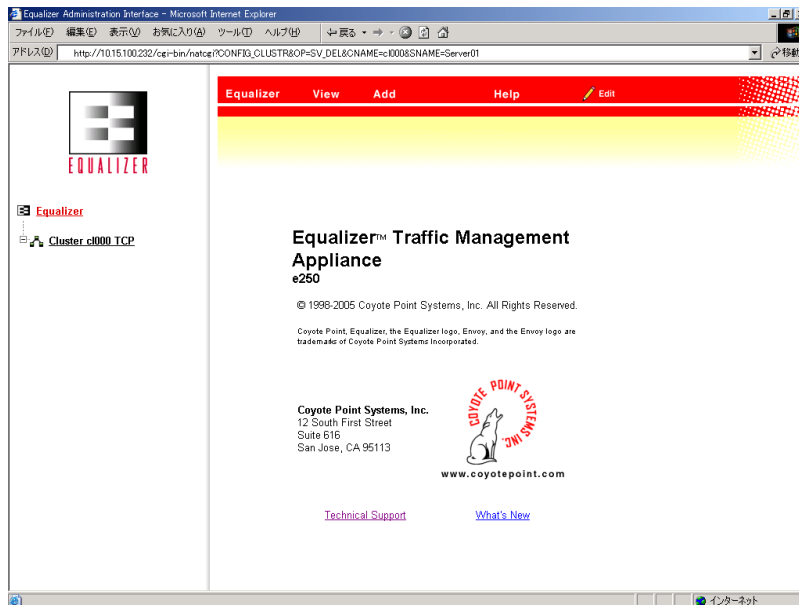 Equalizer Administration Interface - Microsoft Internet Explorer
ファイル(F) 編集(E) 表示(V) お気に入り(A) ツール(T) ヘルプ(H) 戻る
アドレス(D) http://10.15.100.232/cgi-bin/natcgi?CONFIG_CLUSTR&OP=SV_DEL&CNAME=cl000&SNAME=Server01 移動
Equalizer View Add Help Edit
EQUALIZER
Equalizer
Cluster cl000 TCP
Equalizer™ Traffic Management
Appliance
e250
© 1998-2005 Coyote Point Systems, Inc. All Rights Reserved.
Coyote Point, Equalizer, the Equalizer logo, Envoy, and the Envoy logo are
trademarks of Coyote Point Systems Incorporated.
Coyote Point Systems, Inc.
12 South First Street
Suite 616
San Jose, CA 95113
COYOTE POINT SYSTEMS, INC.
www.coyotepoint.com
Technical Support What's New
インターネット